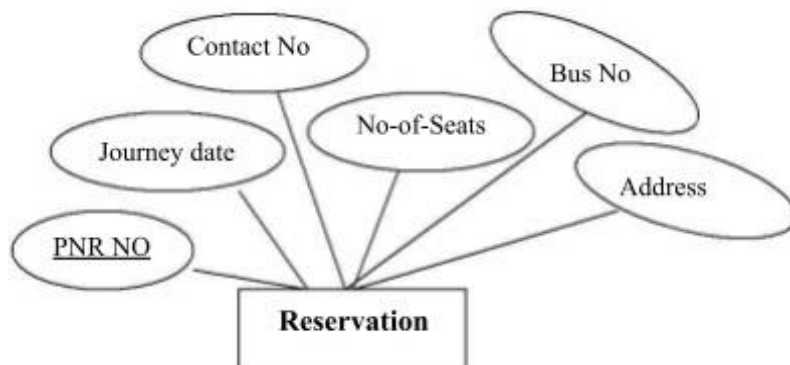 Contact No
Bus No
No-of-Seats
Journey date
Address
PNR NO
Reservation